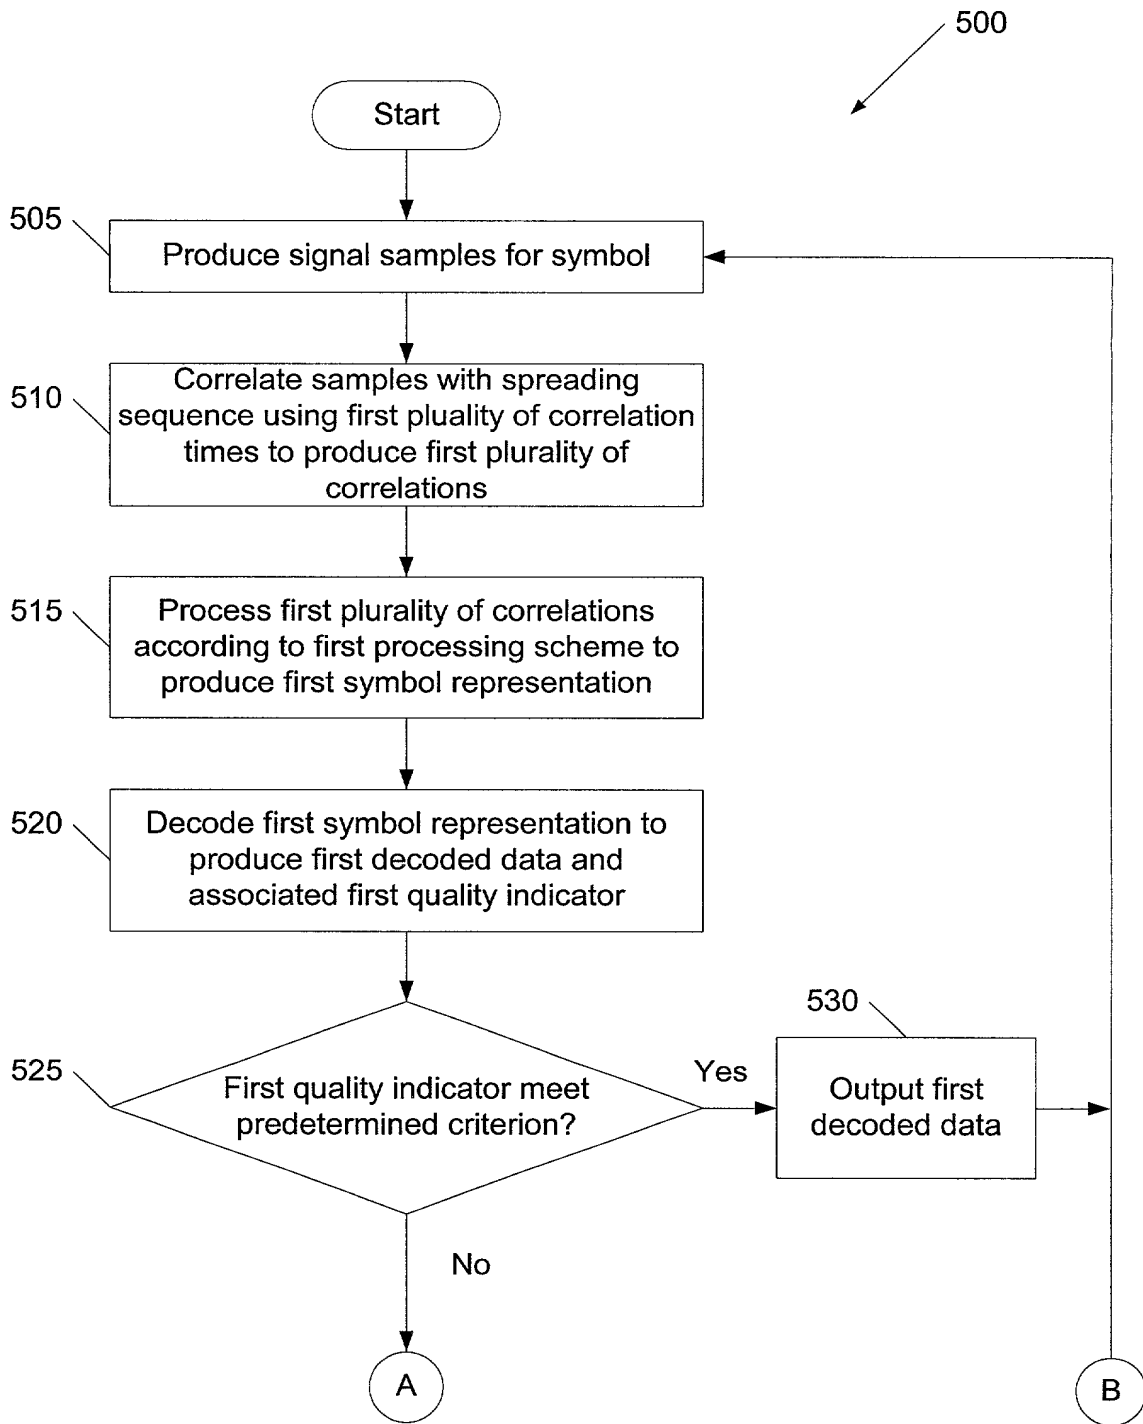 500
Start
505
Produce signal samples for symbol
510
Correlate samples with spreading
sequence using first pluality of correlation
times to produce first plurality of
correlations
515
Process first plurality of correlations
according to first processing scheme to
produce first symbol representation
520
Decode first symbol representation to
produce first decoded data and
associated first quality indicator
530
525
First quality indicator meet
predetermined criterion?
Yes
Output first
decoded data
No
A
B